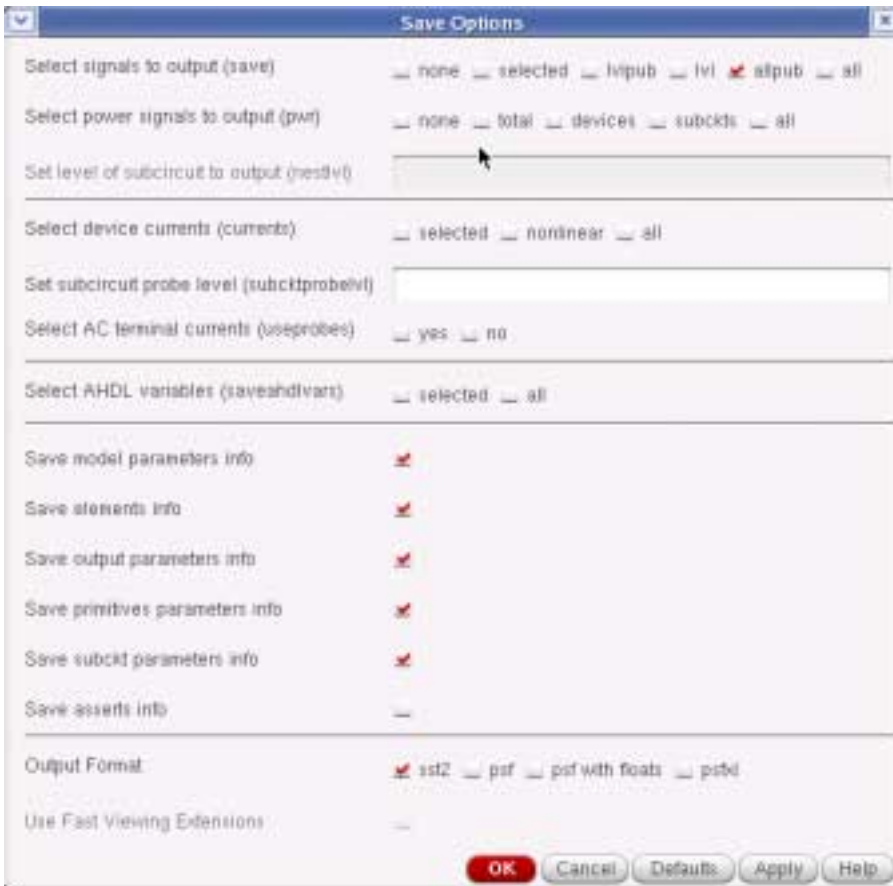 Save Options
Select signals to output (save) none selected lvlpub lvl allpub all
Select power signals to output (pwr) none total devices subckts all
Set level of subcircuit to output (nestlvl)
Select device currents (currents) selected nonlinear all
Set subcircuit probe level (subcktprobelvl)
Select AC terminal currents (useprobes) yes no
Select AHDL variables (saveahdlvars) selected all
Save model parameters info
Save elements info
Save output parameters info
Save primitives parameters info
Save subckt parameters info
Save asserts info
Output Format sst2 psf psf with floats psfxl
Use Fast Viewing Extensions
OK Cancel Defaults Apply Help